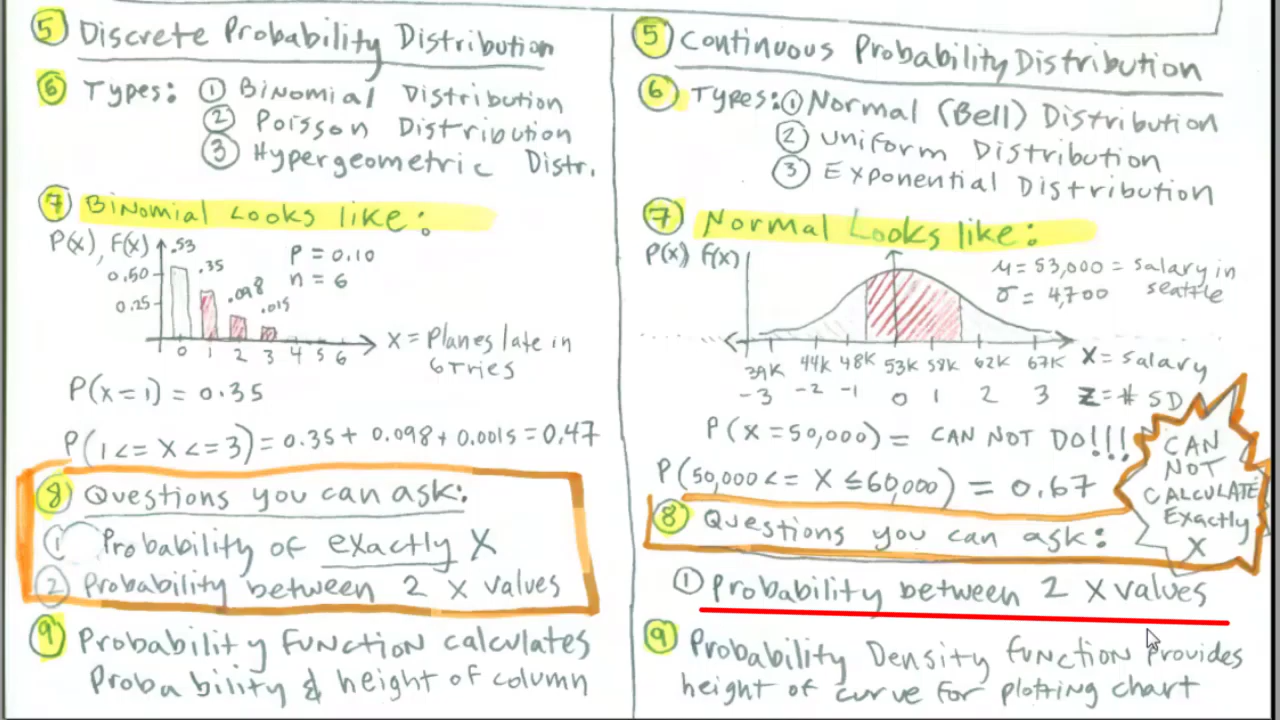 5 Discrete Probability Distribution
6 Types: 1 Binomial Distribution
2 Poisson Distribution
3 Hypergeometric Distr.
7 Binomial Looks like:
P(x), F(x)
.53
0.50
.35
0.25
.098
.015
P = 0.10
n = 6
0 1 2 3 4 5 6
X = Planes late in
6 Tries
P(x=1) = 0.35
P(1<= X <=3) = 0.35 + 0.098 + 0.0015 = 0.47
8 Questions you can ask:
1 Probability of exactly X
2 Probability between 2 X values
9 Probability Function calculates
Probability & height of column
5 Continuous Probability Distribution
6 Types: 1 Normal (Bell) Distribution
2 Uniform Distribution
3 Exponential Distribution
7 Normal Looks like:
P(x) F(x)
μ = 53,000 = salary in
seattle
σ = 4,700
39K 44K 48K 53K 58K 62K 67K X = salary
-3 -2 -1 0 1 2 3 Z = # SD
P(X = 50,000) = CAN NOT DO!!!!
P(50,000 <= X ≤ 60,000) = 0.67
CAN
NOT
CALCULATE
Exactly
X
8 Questions you can ask:
1 Probability between 2 X values
9 Probability Density function provides
height of curve for plotting chart